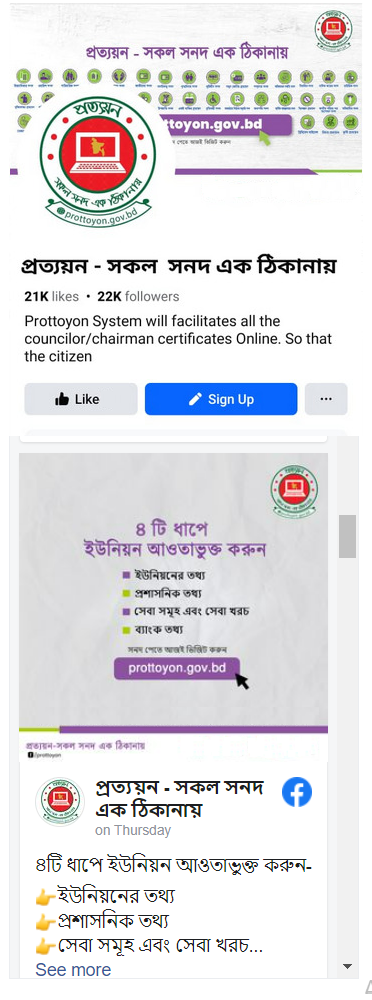 প্রত্যয়ন - সকল সনদ এক ঠিকানায়
ttoyon.gov.bd
সনদ পেতে আজই ভিজিট করুন
প্রত্যয়ন
সকল সনদ এক ঠিকানায়
prottoyon.gov.bd
প্রত্যয়ন - সকল সনদ এক ঠিকানায়
21K likes • 22K followers
Prottoyon System will facilitates all the
councilor/chairman certificates Online. So that
the citizen
Like
Sign Up
...
৪ টি ধাপে
ইউনিয়ন আওতাভুক্ত করুন
ইউনিয়নের তথ্য
প্রশাসনিক তথ্য
সেবা সমূহ এবং সেবা খরচ
ব্যাংক তথ্য
সনদ পেতে আজই ভিজিট করুন
prottoyon.gov.bd
প্রত্যয়ন-সকল সনদ এক ঠিকানায়
/prottoyon
প্রত্যয়ন - সকল সনদ
এক ঠিকানায়
on Thursday
৪টি ধাপে ইউনিয়ন আওতাভুক্ত করুন-
👉ইউনিয়নের তথ্য
👉প্রশাসনিক তথ্য
👉সেবা সমূহ এবং সেবা খরচ...
See more